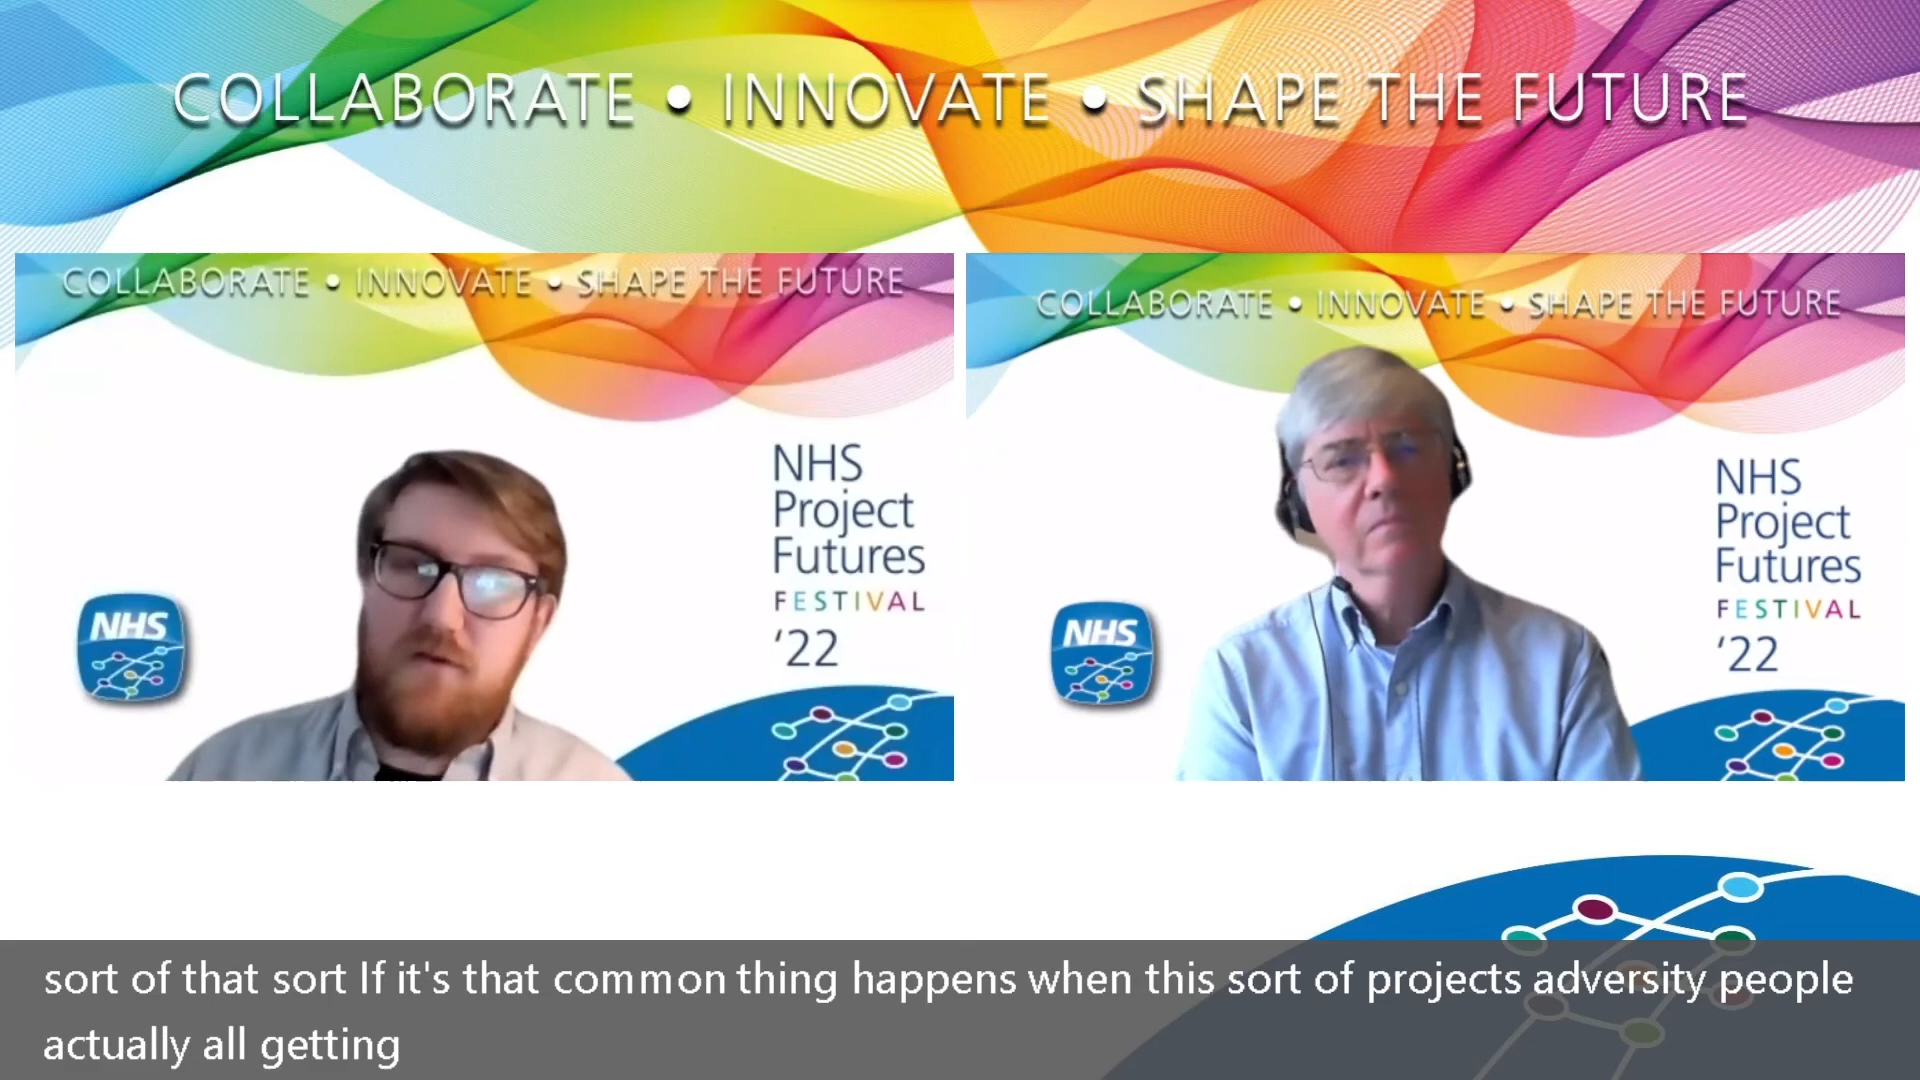 COLLABORATE • INNOVATE • SHAPE THE FUTURE
COLLABORATE • INNOVATE • SHAPE THE FUTURE
NHS
Project
Futures
FESTIVAL
'22
NHS
COLLABORATE • INNOVATE • SHAPE THE FUTURE
NHS
Project
Futures
FESTIVAL
'22
NHS
sort of that sort If it's that common thing happens when this sort of projects adversity people
actually all getting